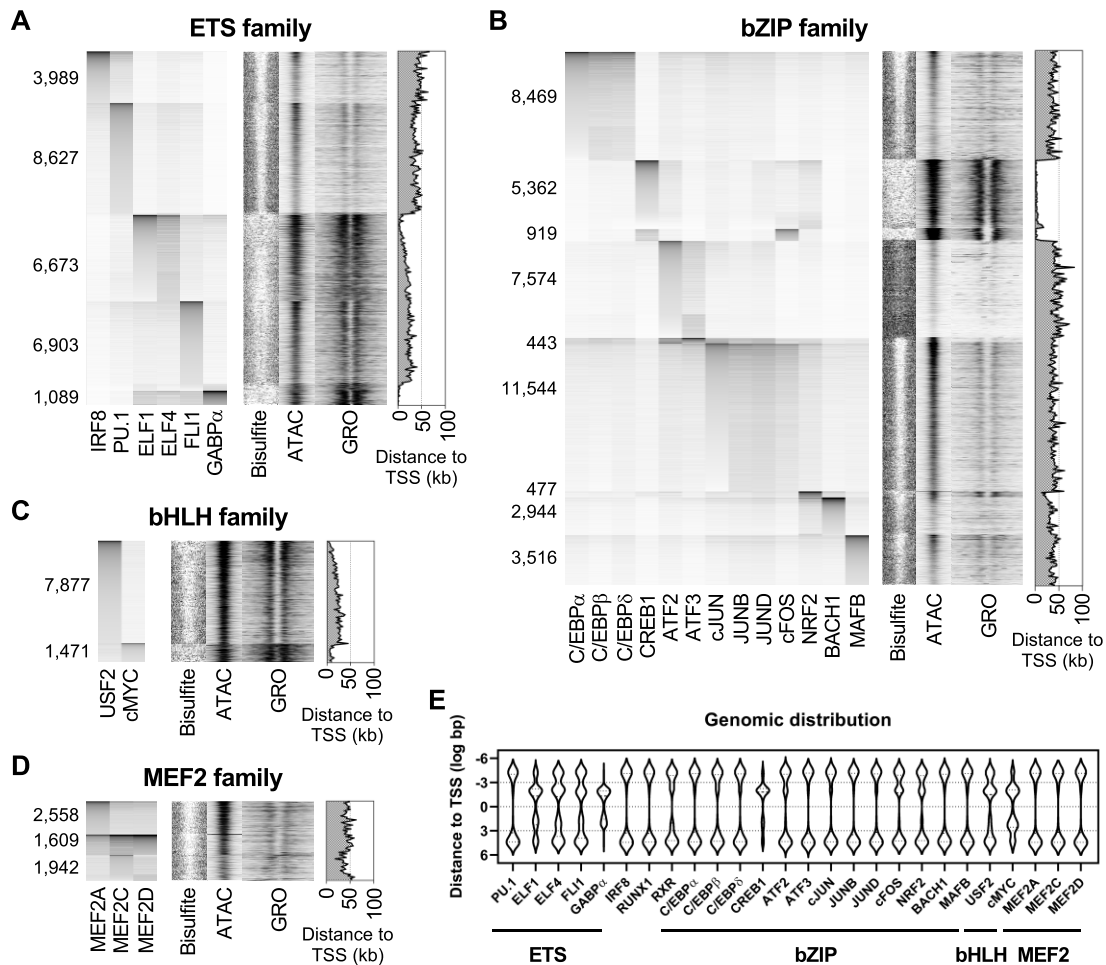 A
ETS family
3,989
8,627
6,673
6,903
1,089
IRF8
PU.1
ELF1
ELF4
FLI1
GABPα
Bisulfite
ATAC
GRO
0
50
100
Distance to
TSS (kb)
B
bZIP family
8,469
5,362
919
7,574
443
11,544
477
2,944
3,516
C/EBPα
C/EBPβ
C/EBPδ
CREB1
ATF2
ATF3
cJUN
JUNB
JUND
cFOS
NRF2
BACH1
MAFB
Bisulfite
ATAC
GRO
0
50
100
Distance to
TSS (kb)
C
bHLH family
7,877
1,471
USF2
cMYC
Bisulfite
ATAC
GRO
0
50
100
Distance to
TSS (kb)
D
MEF2 family
2,558
1,609
1,942
MEF2A
MEF2C
MEF2D
Bisulfite
ATAC
GRO
0
50
100
Distance to
TSS (kb)
E
Genomic distribution
Distance to TSS (log bp)
-6
-3
0
3
6
PU.1
ELF1
ELF4
FLI1
GABPα
IRF8
RUNX1
RXR
C/EBPα
C/EBPβ
C/EBPδ
CREB1
ATF2
ATF3
cJUN
JUNB
JUND
cFOS
NRF2
BACH1
MAFB
USF2
cMYC
MEF2A
MEF2C
MEF2D
ETS
bZIP
bHLH
MEF2